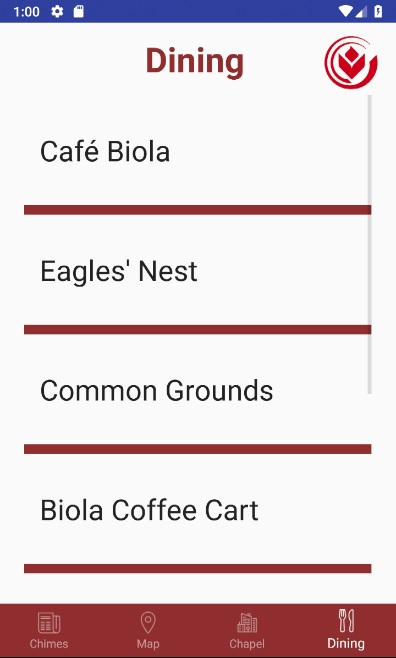 1:00
Dining
Café Biola
Eagles' Nest
Common Grounds
Biola Coffee Cart
Chimes
Map
Chapel
Dining